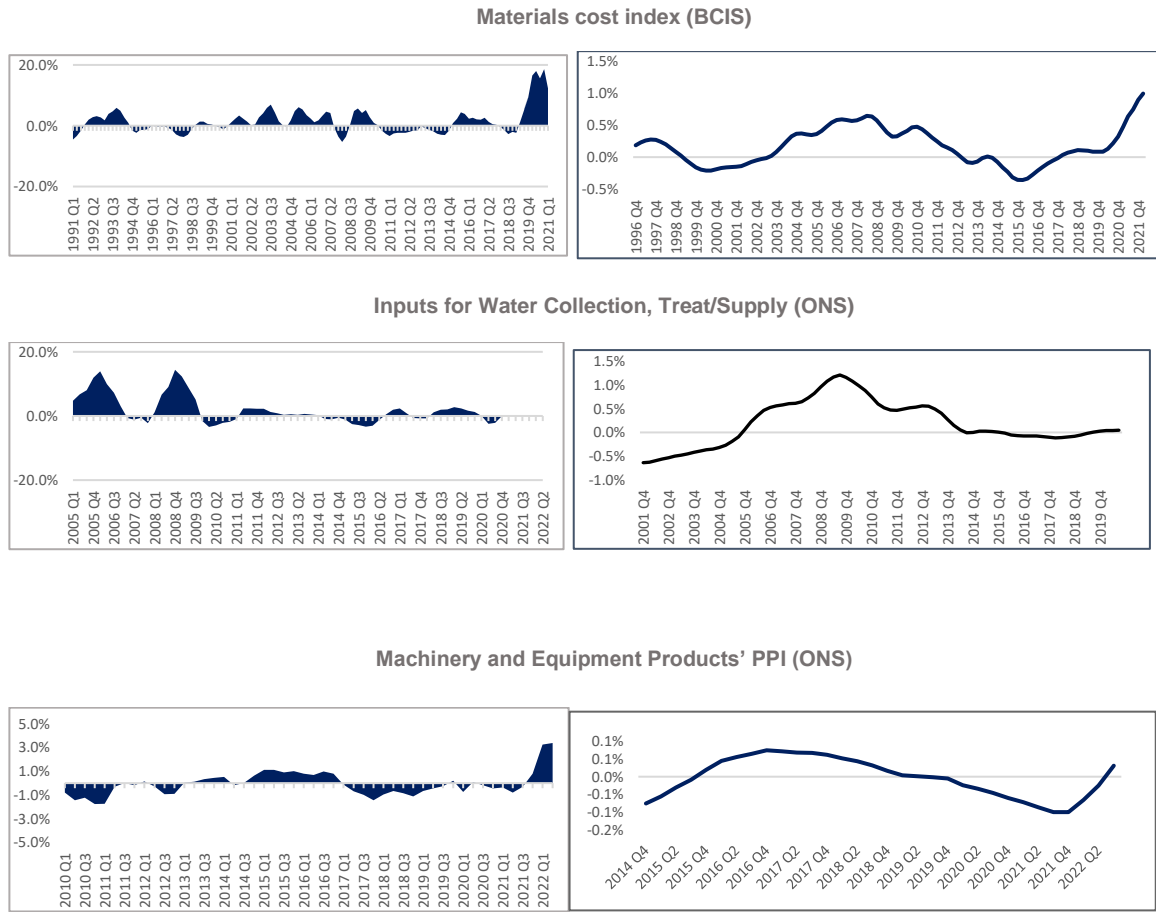 Materials cost index (BCIS)
20.0%
0.0%
-20.0%
1991 Q1
1992 Q2
1993 Q3
1994 Q4
1996 Q1
1997 Q2
1998 Q3
1999 Q4
2001 Q1
2002 Q2
2003 Q3
2004 Q4
2006 Q1
2007 Q2
2008 Q3
2009 Q4
2011 Q1
2012 Q2
2013 Q3
2014 Q4
2016 Q1
2017 Q2
2018 Q3
2019 Q4
2021 Q1
1.5%
1.0%
0.5%
0.0%
-0.5%
1996 Q4
1997 Q4
1998 Q4
1999 Q4
2000 Q4
2001 Q4
2002 Q4
2003 Q4
2004 Q4
2005 Q4
2006 Q4
2007 Q4
2008 Q4
2009 Q4
2010 Q4
2011 Q4
2012 Q4
2013 Q4
2014 Q4
2015 Q4
2016 Q4
2017 Q4
2018 Q4
2019 Q4
2020 Q4
2021 Q4
Inputs for Water Collection, Treat/Supply (ONS)
20.0%
0.0%
-20.0%
2005 Q1
2005 Q4
2006 Q3
2007 Q2
2008 Q1
2008 Q4
2009 Q3
2010 Q2
2011 Q1
2011 Q4
2012 Q3
2013 Q2
2014 Q1
2014 Q4
2015 Q3
2016 Q2
2017 Q1
2017 Q4
2018 Q3
2019 Q2
2020 Q1
2020 Q4
2021 Q3
2022 Q2
1.5%
1.0%
0.5%
0.0%
-0.5%
-1.0%
2001 Q4
2002 Q4
2003 Q4
2004 Q4
2005 Q4
2006 Q4
2007 Q4
2008 Q4
2009 Q4
2010 Q4
2011 Q4
2012 Q4
2013 Q4
2014 Q4
2015 Q4
2016 Q4
2017 Q4
2018 Q4
2019 Q4
Machinery and Equipment Products’ PPI (ONS)
5.0%
3.0%
1.0%
-1.0%
-3.0%
-5.0%
2010 Q1
2010 Q3
2011 Q1
2011 Q3
2012 Q1
2012 Q3
2013 Q1
2013 Q3
2014 Q1
2014 Q3
2015 Q1
2015 Q3
2016 Q1
2016 Q3
2017 Q1
2017 Q3
2018 Q1
2018 Q3
2019 Q1
2019 Q3
2020 Q1
2020 Q3
2021 Q1
2021 Q3
2022 Q1
0.1%
0.1%
0.0%
-0.1%
-0.1%
-0.2%
2014 Q4
2015 Q2
2015 Q4
2016 Q2
2016 Q4
2017 Q2
2017 Q4
2018 Q2
2018 Q4
2019 Q2
2019 Q4
2020 Q2
2020 Q4
2021 Q2
2021 Q4
2022 Q2